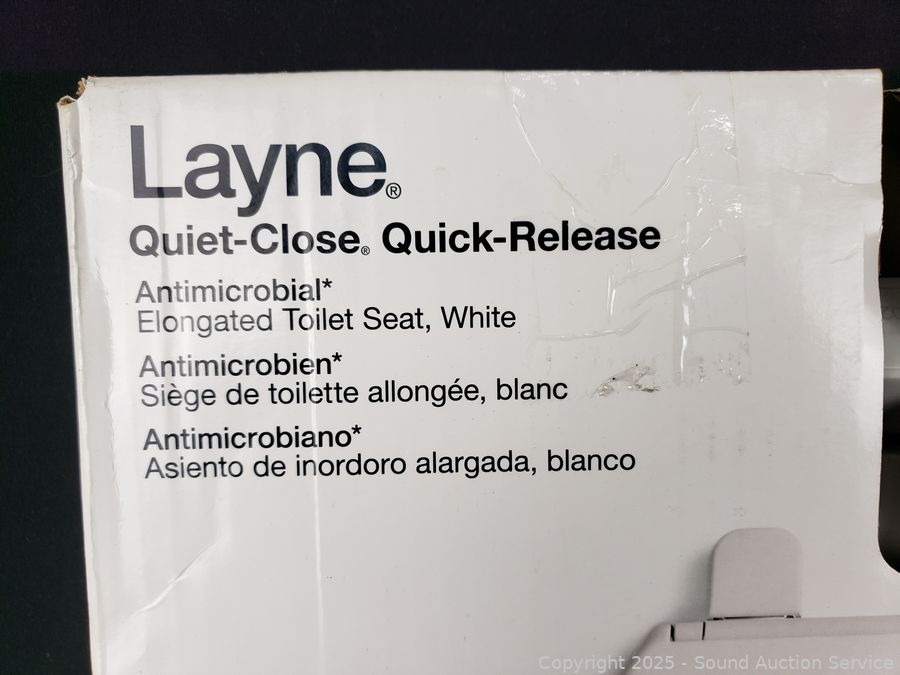 Layne®
Quiet-Close® Quick-Release
Antimicrobial*
Elongated Toilet Seat, White
Antimicrobien*
Siège de toilette allongée, blanc
Antimicrobiano*
Asiento de inordoro alargada, blanco
Copyright 2025 - Sound Auction Service